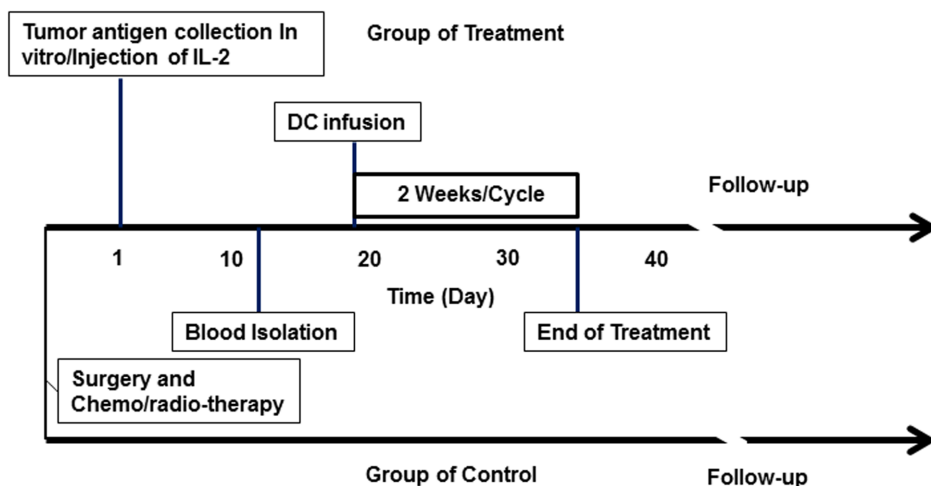 Tumor antigen collection In
vitro/Injection of IL-2
Group of Treatment
DC infusion
2 Weeks/Cycle
Follow-up
1 10 20 30 40
Time (Day)
Blood Isolation
End of Treatment
Surgery and
Chemo/radio-therapy
Group of Control
Follow-up